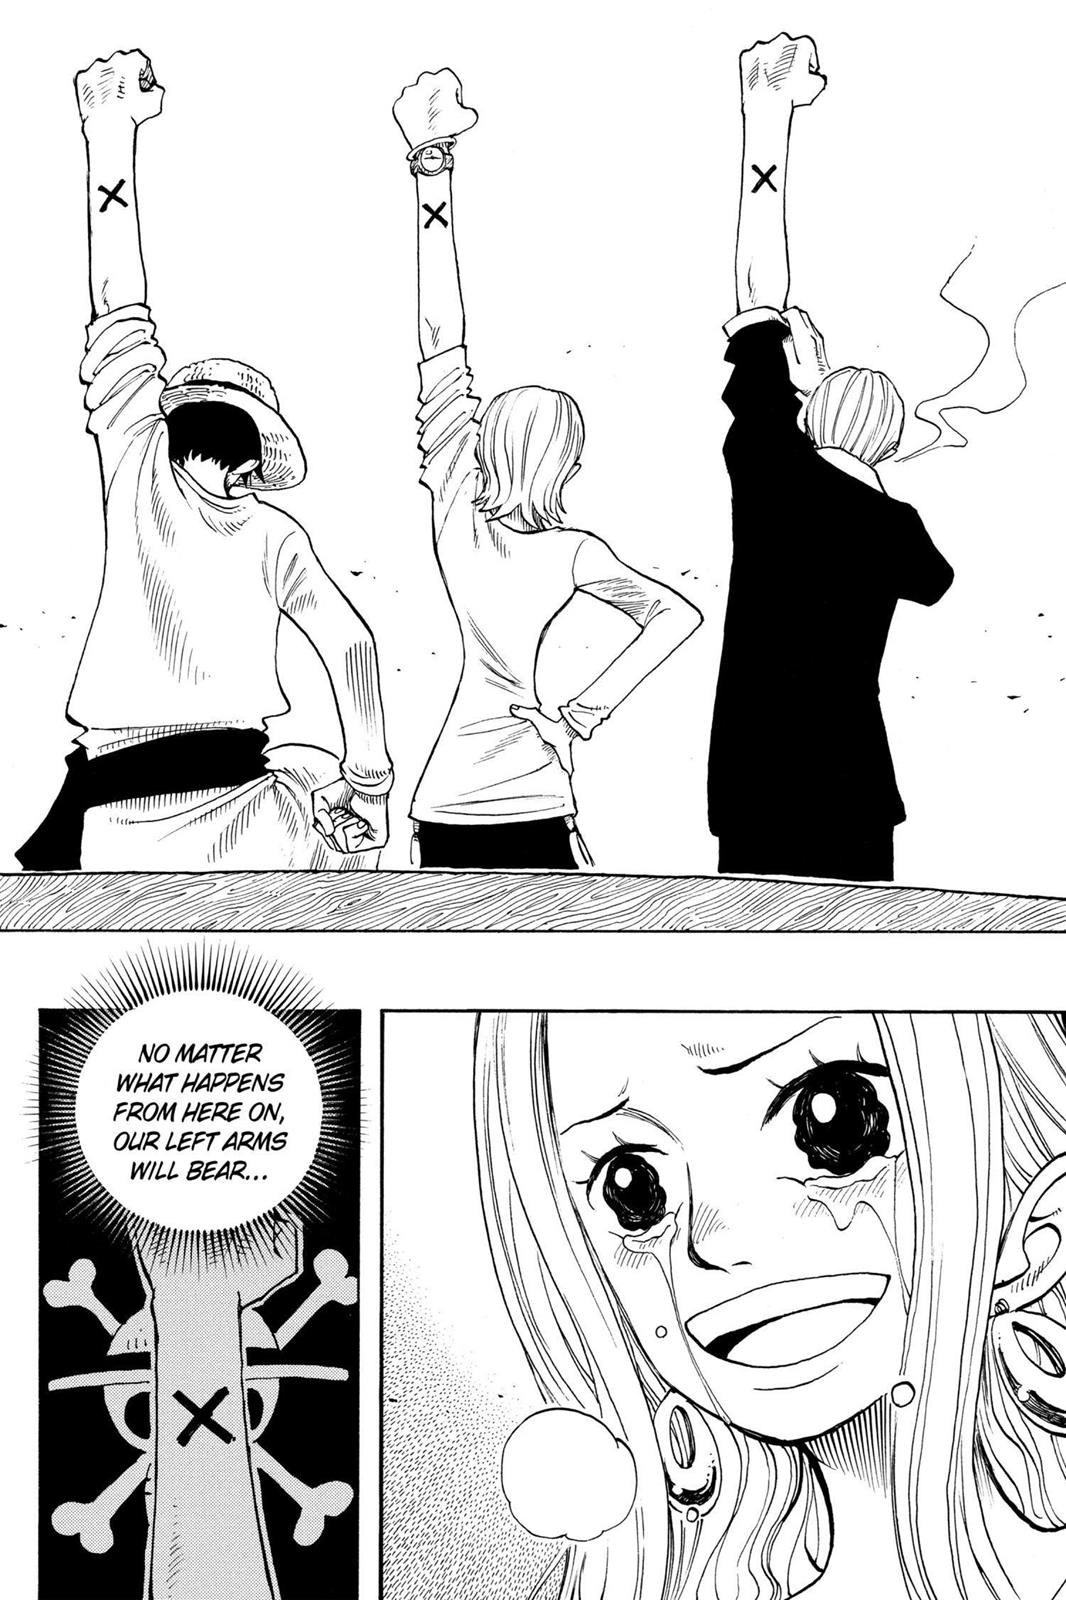 NO MATTER
WHAT HAPPENS
FROM HERE ON,
OUR LEFT ARMS
WILL BEAR...